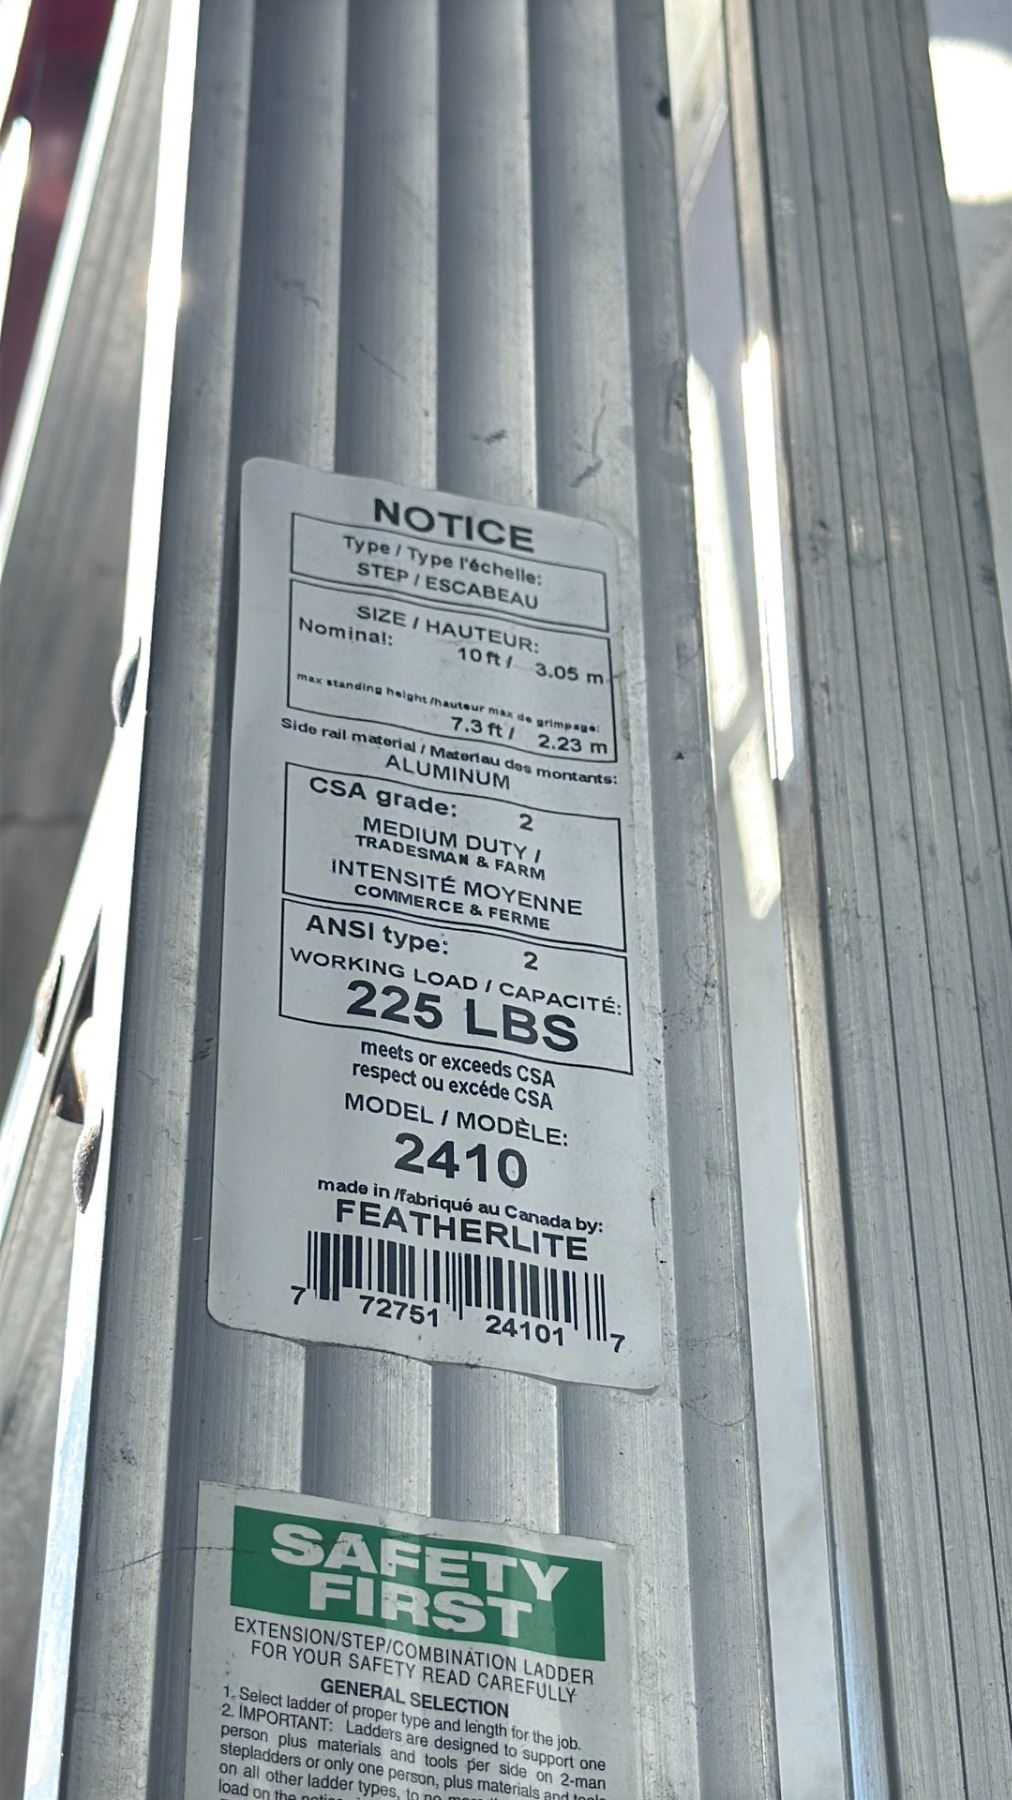 NOTICE
Type / Type l'échelle:
STEP / ESCABEAU
SIZE / HAUTEUR:
Nominal:
10 ft / 3.05 m
max standing height /hauteur max de grimpage:
7.3 ft / 2.23 m
Side rail material / Materiau des montants:
ALUMINUM
CSA grade: 2
MEDIUM DUTY /
TRADESMAN & FARM
INTENSITÉ MOYENNE
COMMERCE & FERME
ANSI type: 2
WORKING LOAD / CAPACITÉ:
225 LBS
meets or exceeds CSA
respect ou excéde CSA
MODEL / MODÈLE:
2410
made in /fabriqué au Canada by:
FEATHERLITE
7 72751 24101 7
SAFETY
FIRST
EXTENSION/STEP/COMBINATION LADDER
FOR YOUR SAFETY READ CAREFULLY
GENERAL SELECTION
1. Select ladder of proper type and length for the job.
2. IMPORTANT: Ladders are designed to support one
person plus materials and tools per side on 2-man
stepladders or only one person, plus materials and tools
on all other ladder types, to no more
load on the